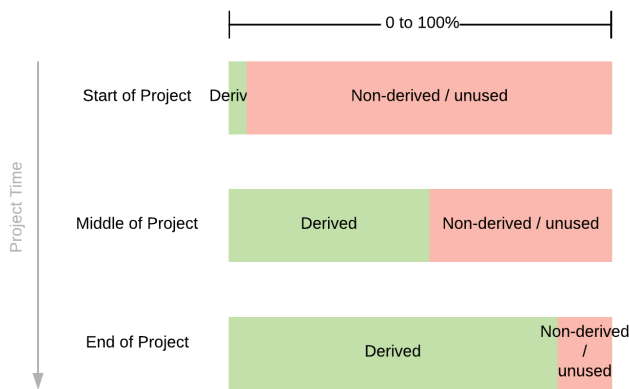 0 to 100%
Start of Project
Deriv
Non-derived / unused
Project Time
Middle of Project
Derived
Non-derived / unused
End of Project
Derived
Non-derived
/
unused